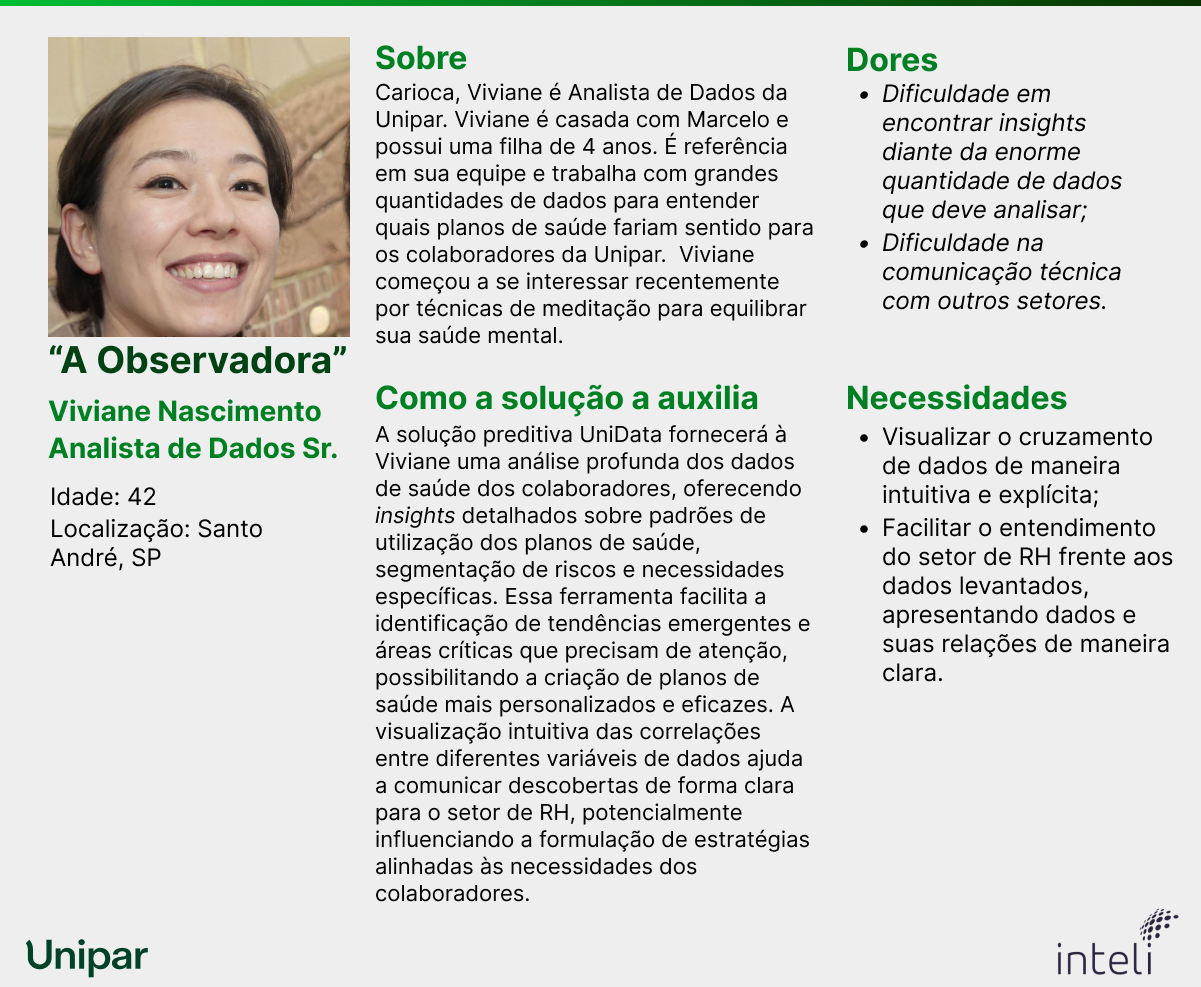 “A Observadora”
Viviane Nascimento
Analista de Dados Sr.
Idade: 42
Localização: Santo
André, SP
Sobre
Carioca, Viviane é Analista de Dados da
Unipar. Viviane é casada com Marcelo e
possui uma filha de 4 anos. É referência
em sua equipe e trabalha com grandes
quantidades de dados para entender
quais planos de saúde fariam sentido para
os colaboradores da Unipar.  Viviane
começou a se interessar recentemente
por técnicas de meditação para equilibrar
sua saúde mental.
Como a solução a auxilia
A solução preditiva UniData fornecerá à
Viviane uma análise profunda dos dados
de saúde dos colaboradores, oferecendo
insights detalhados sobre padrões de
utilização dos planos de saúde,
segmentação de riscos e necessidades
específicas. Essa ferramenta facilita a
identificação de tendências emergentes e
áreas críticas que precisam de atenção,
possibilitando a criação de planos de
saúde mais personalizados e eficazes. A
visualização intuitiva das correlações
entre diferentes variáveis de dados ajuda
a comunicar descobertas de forma clara
para o setor de RH, potencialmente
influenciando a formulação de estratégias
alinhadas às necessidades dos
colaboradores.
Dores
• Dificuldade em
encontrar insights
diante da enorme
quantidade de dados
que deve analisar;
• Dificuldade na
comunicação técnica
com outros setores.
Necessidades
• Visualizar o cruzamento
de dados de maneira
intuitiva e explícita;
• Facilitar o entendimento
do setor de RH frente aos
dados levantados,
apresentando dados e
suas relações de maneira
clara.
Unipar
inteli